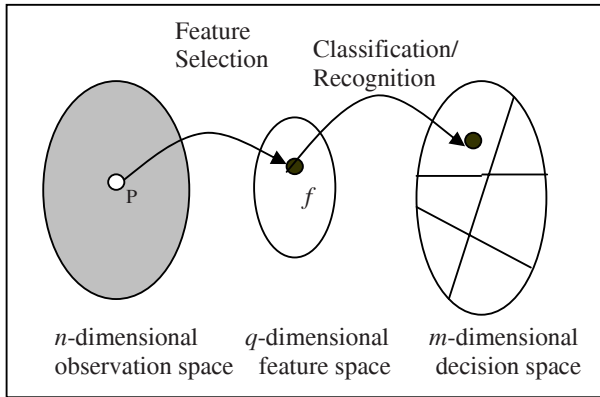 Feature
Selection
Classification/
Recognition
P
f
n-dimensional
observation space
q-dimensional
feature space
m-dimensional
decision space